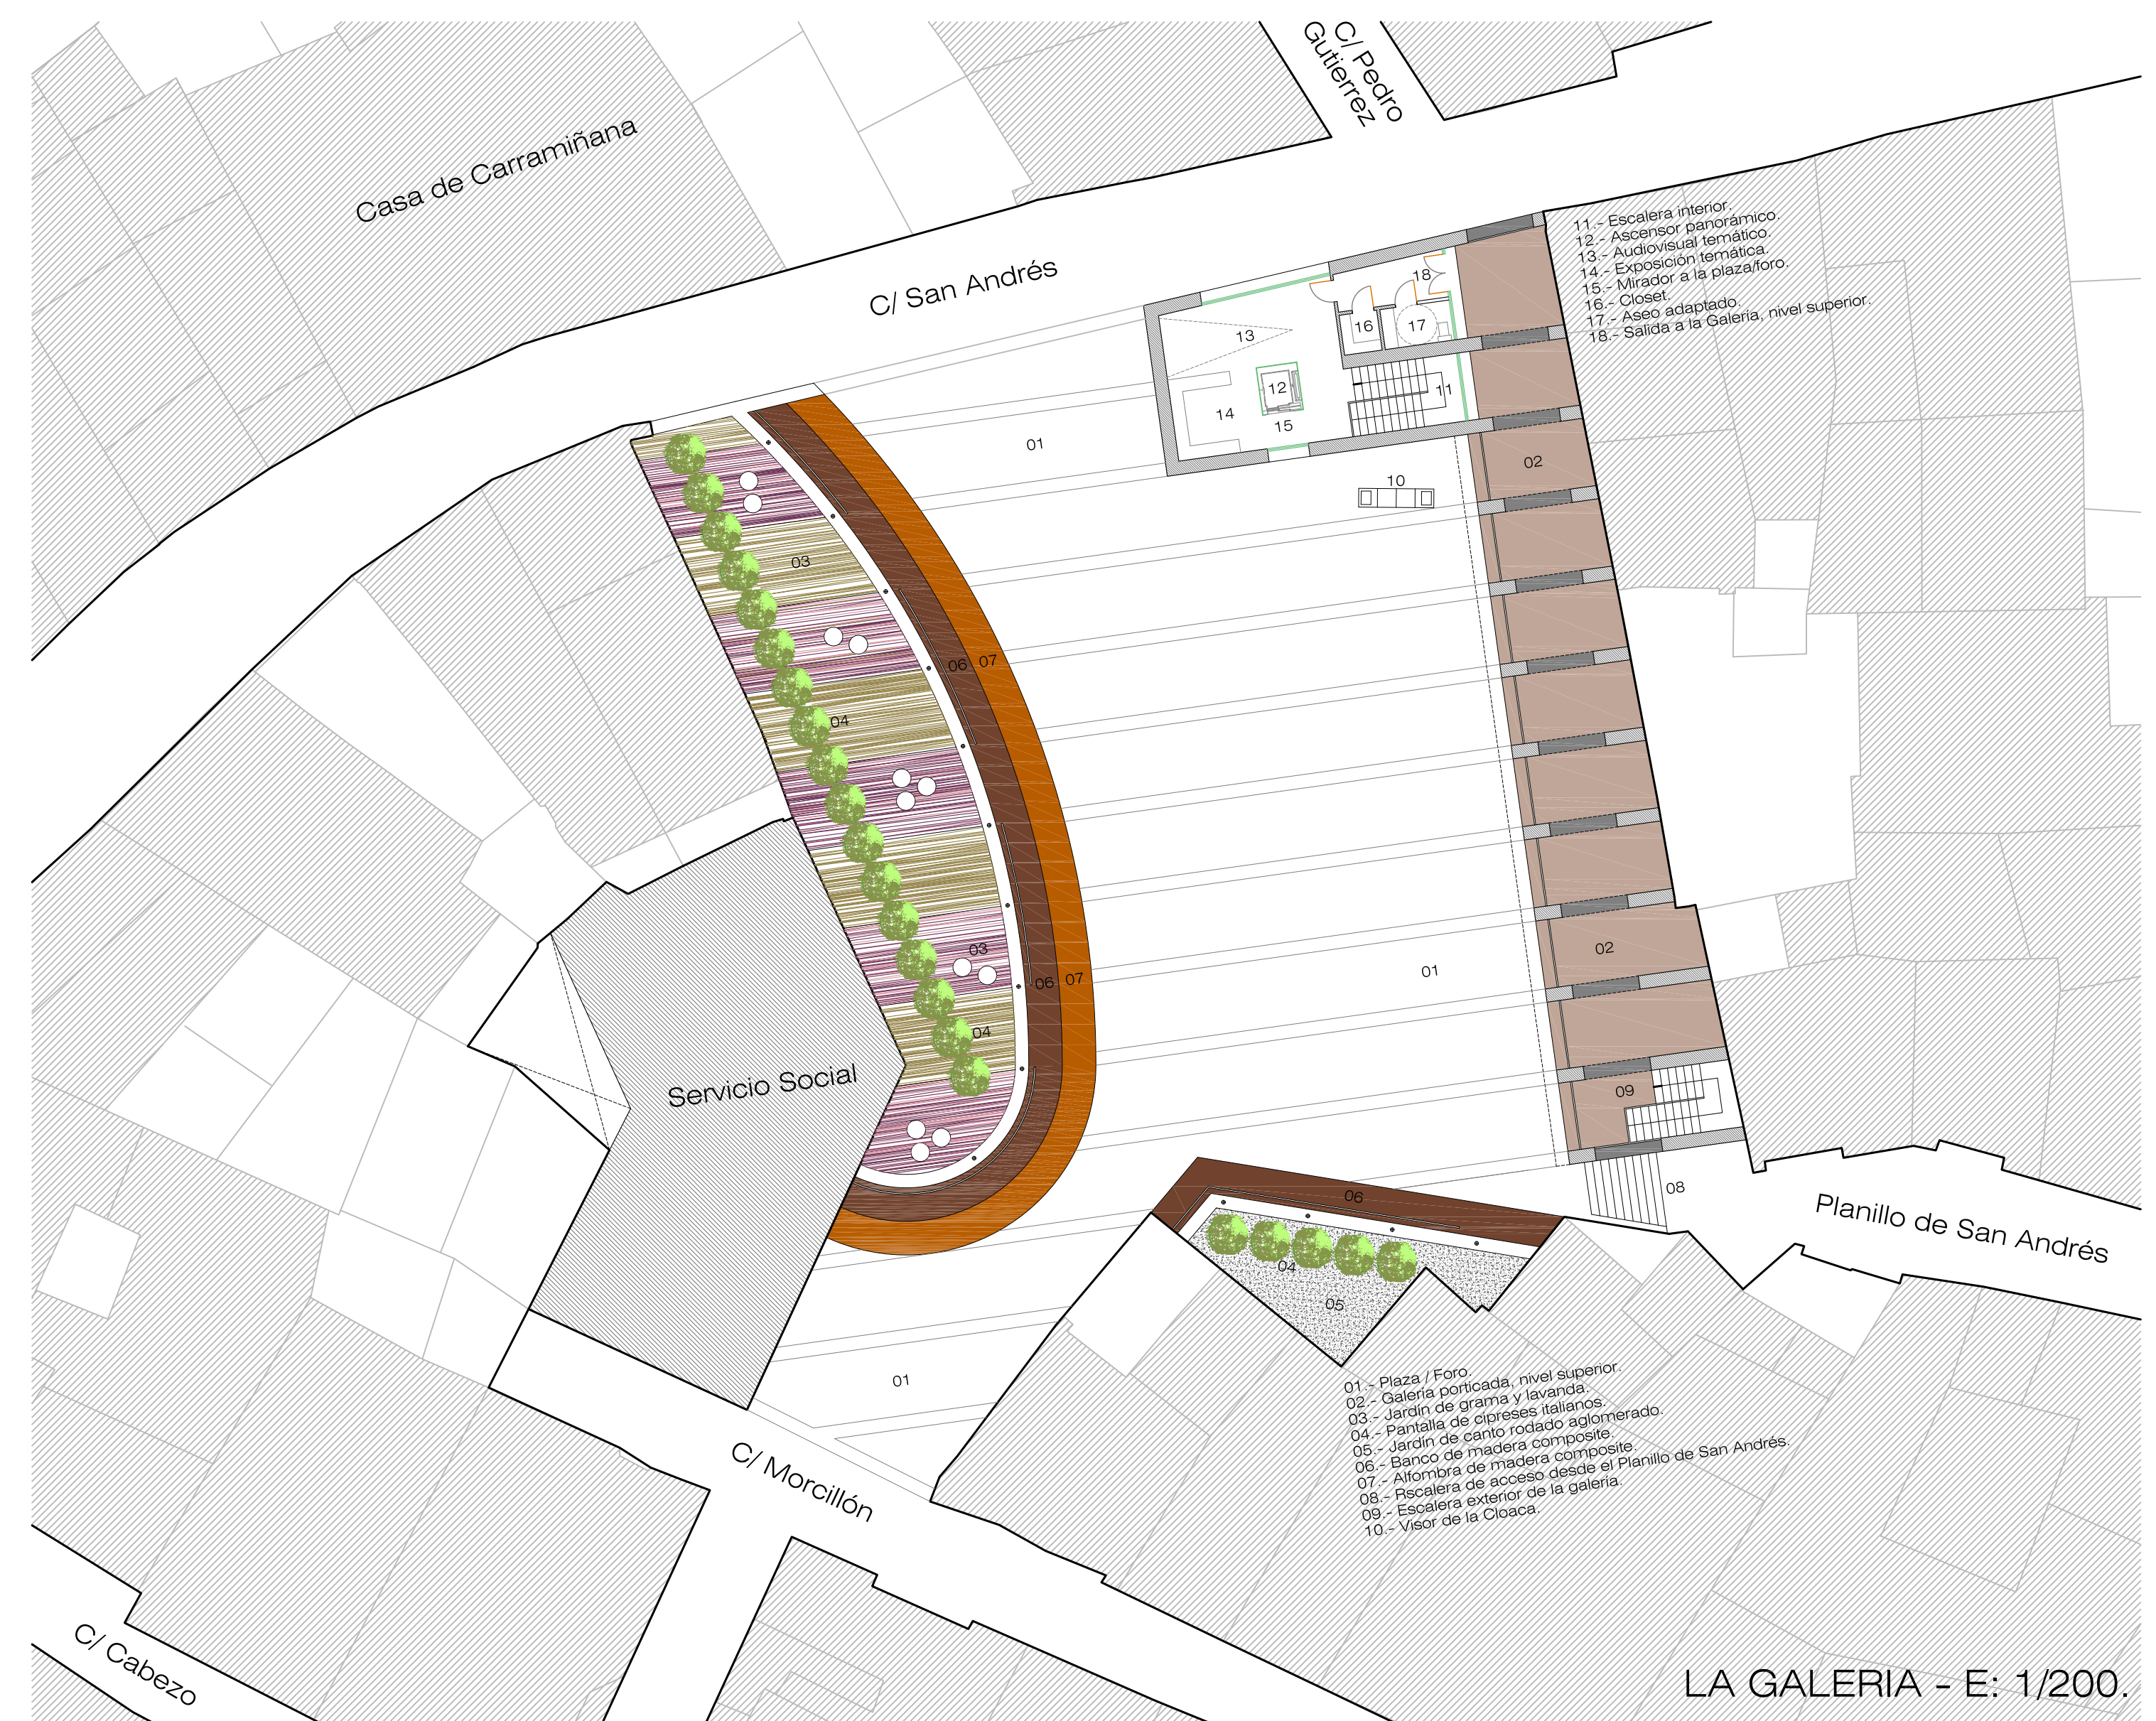 C/ Pedro
Gutierrez
Casa de Carramiñana
C/ San Andrés
11.- Escalera interior.
12.- Ascensor panorámico.
13.- Audiovisual temático.
14.- Exposición temática.
15.- Mirador a la plaza/foro.
16.- Closet.
17.- Aseo adaptado.
18.- Salida a la Galería, nivel superior.
18
16
17
13
12
11
14
15
01
02
10
03
06
07
04
03
02
01
06
07
04
09
Servicio Social
08
06
Planillo de San Andrés
04
05
01
01.- Plaza / Foro.
02.- Galería porticada, nivel superior.
03.- Jardín de grama y lavanda.
04.- Pantalla de cipreses italianos.
05.- Jardín de canto rodado aglomerado.
06.- Banco de madera composite.
07.- Alfombra de madera composite.
08.- Rscalera de acceso desde el Planillo de San Andrés.
09.- Escalera exterior de la galería.
10.- Visor de la Cloaca.
C/ Morcillón
C/ Cabezo
LA GALERIA - E: 1/200.